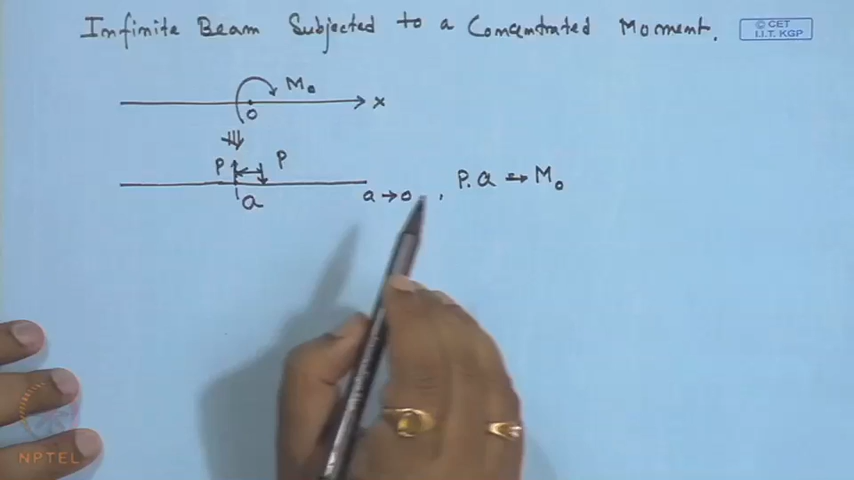 Infinite Beam Subjected to a Concentrated Moment.
© CET
I.I.T. KGP
M₀
O
x
P
P
a
a → 0 , P.a → M₀
NPTEL